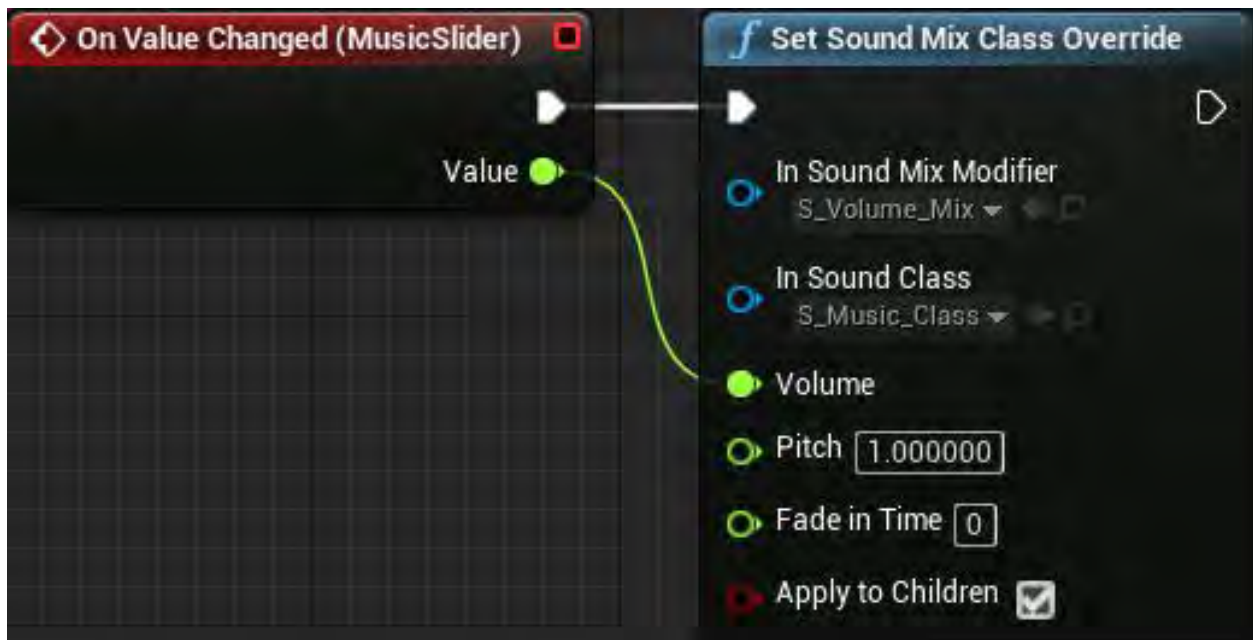 On Value Changed (MusicSlider)
Value
f Set Sound Mix Class Override
In Sound Mix Modifier
S_Volume_Mix
In Sound Class
S_Music_Class
Volume
Pitch 1.000000
Fade in Time 0
Apply to Children